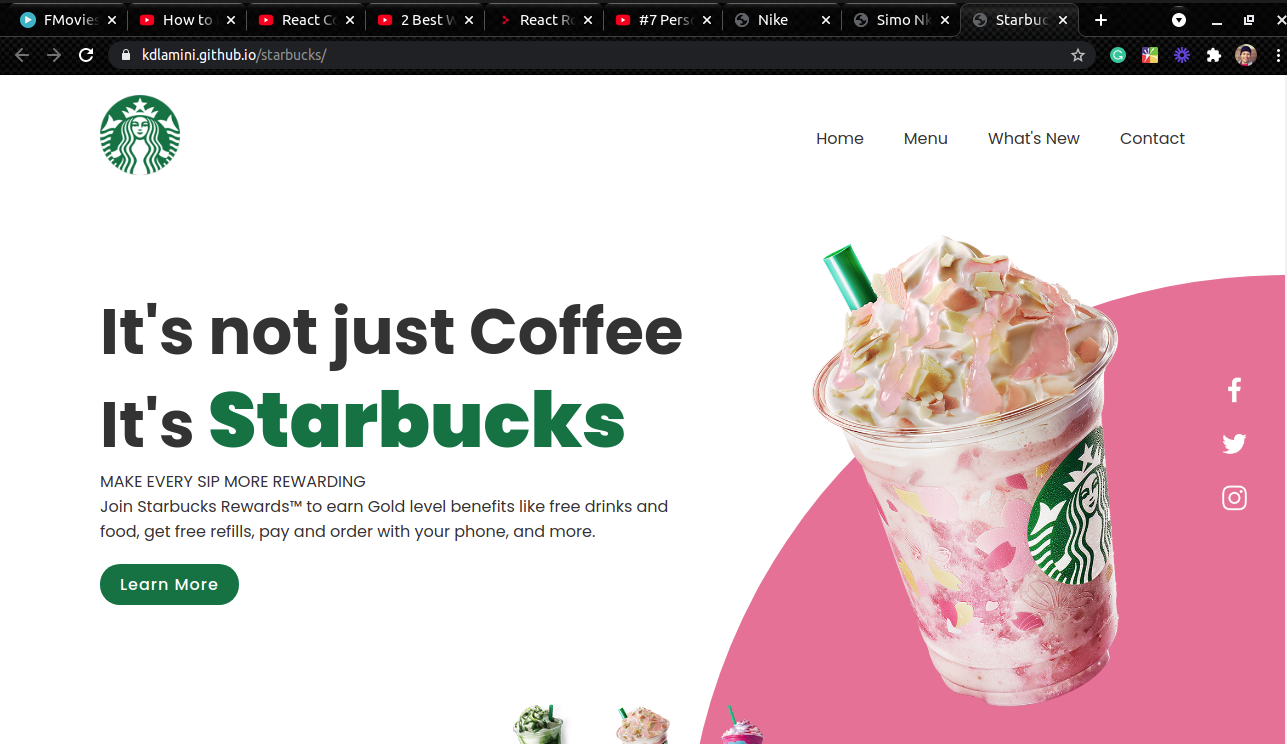 FMovies
How to
React Co
2 Best W
React Ro
#7 Perso
Nike
Simo Nk
Starbuc
kdlamini.github.io/starbucks/
Home Menu What's New Contact
It's not just Coffee
It's Starbucks
MAKE EVERY SIP MORE REWARDING
Join Starbucks Rewards™ to earn Gold level benefits like free drinks and
food, get free refills, pay and order with your phone, and more.
Learn More